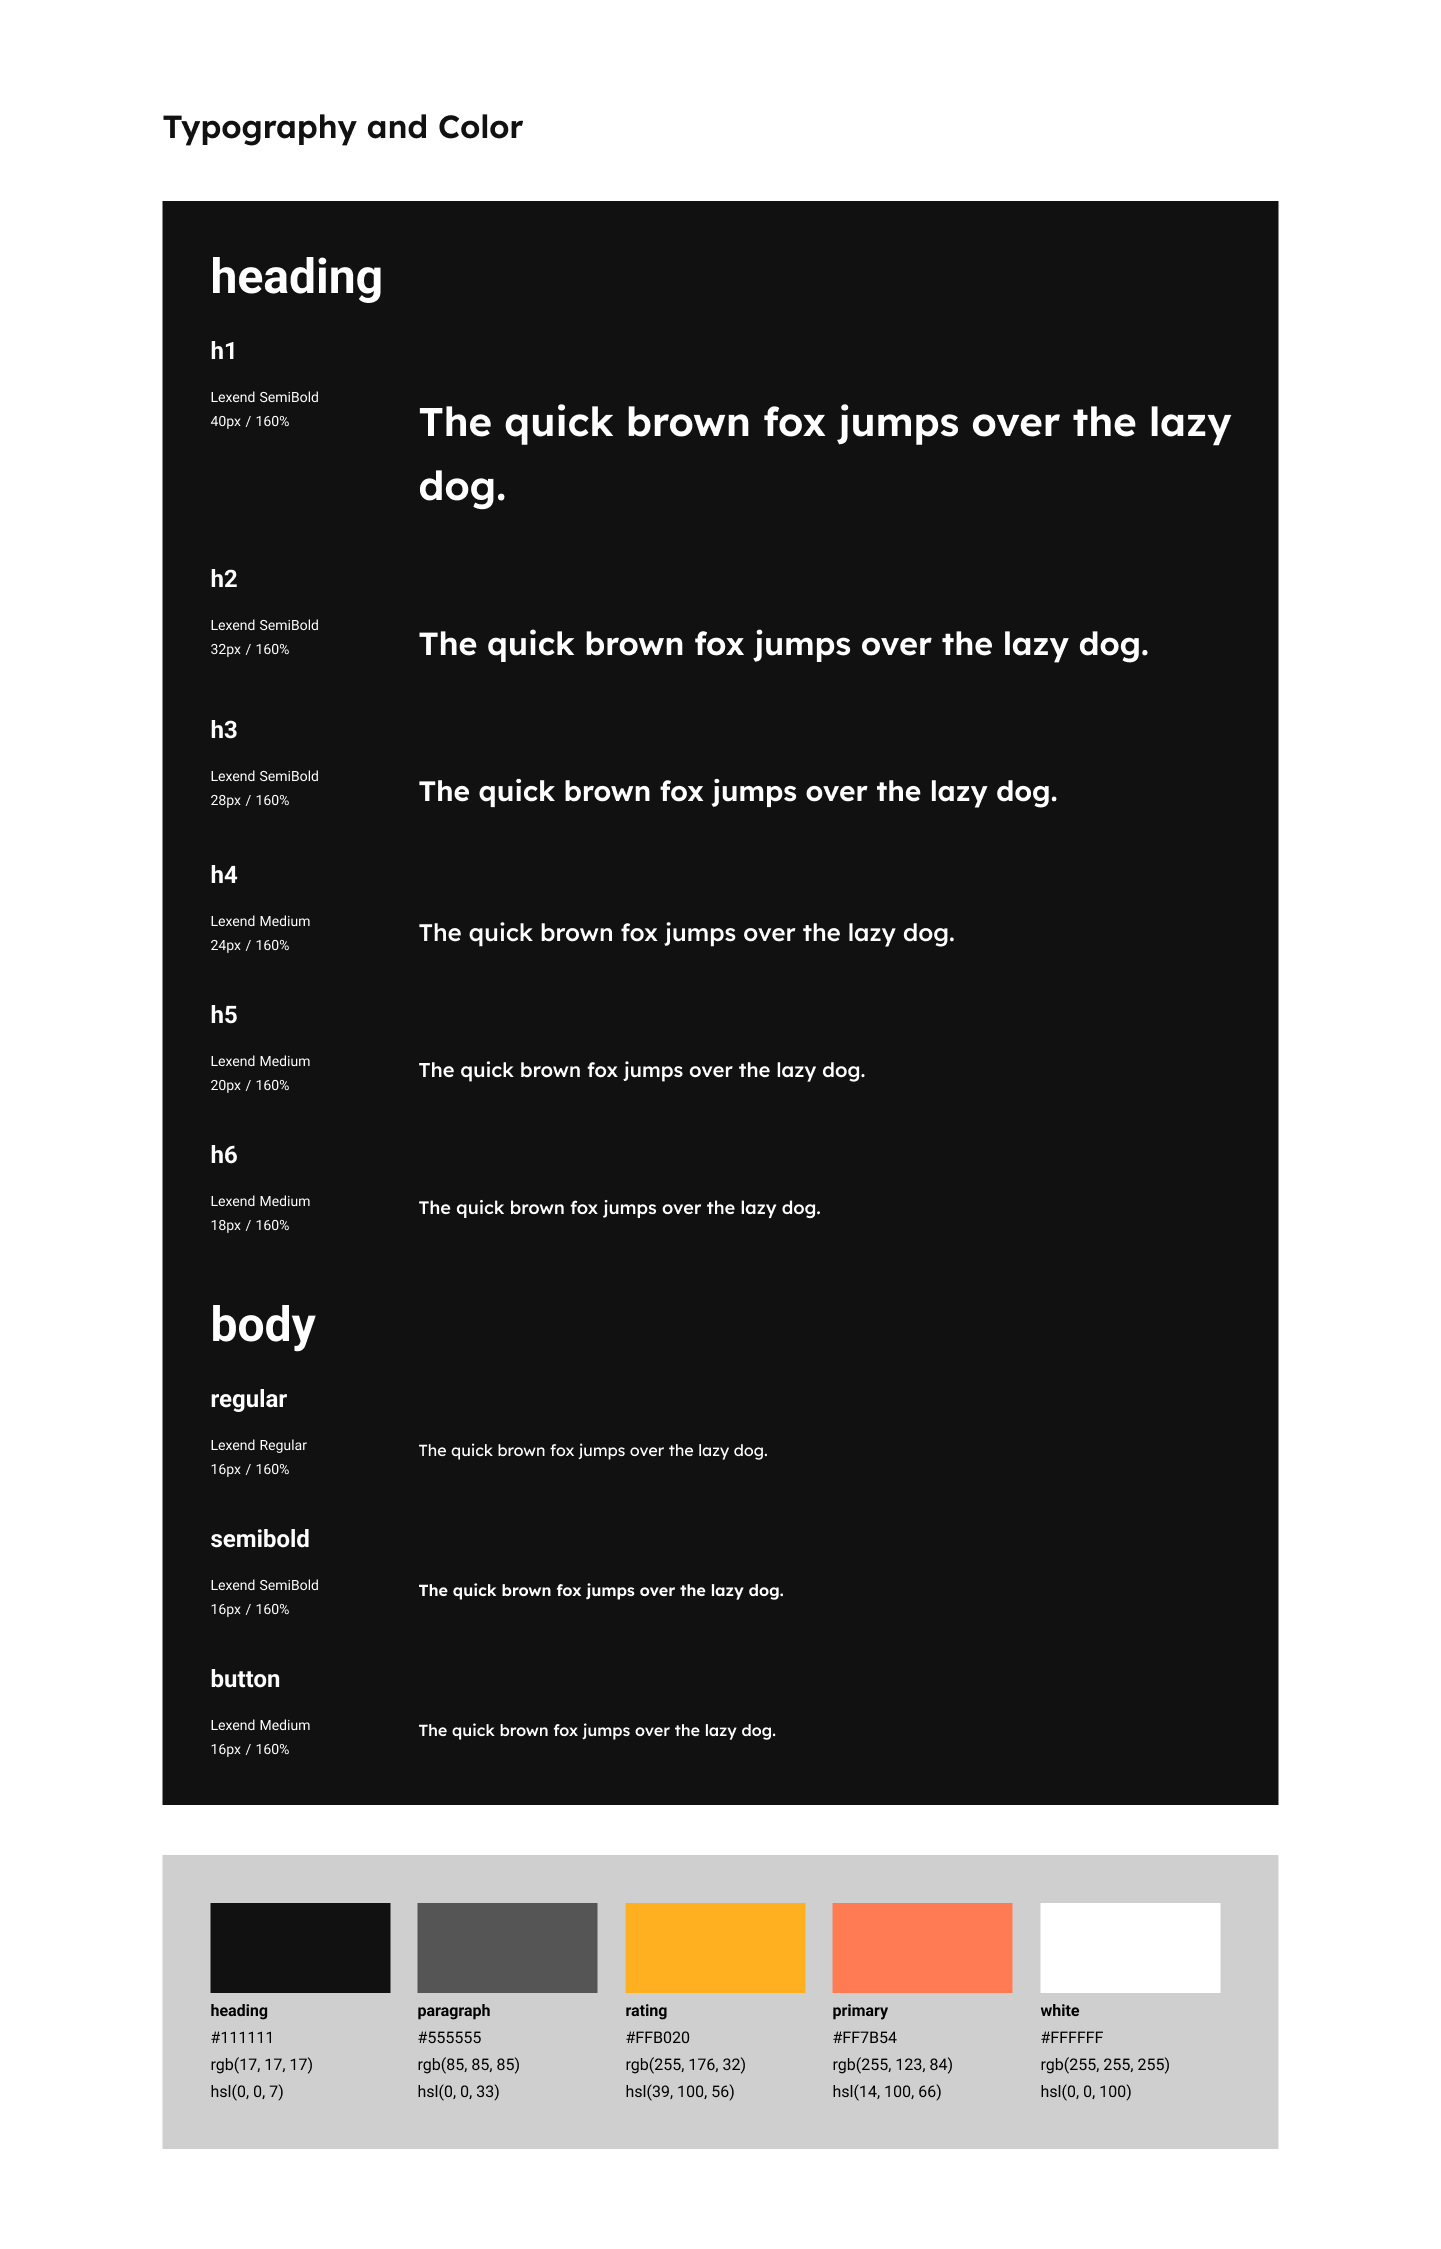 Typography and Color
heading
h1
Lexend SemiBold
40px / 160%
The quick brown fox jumps over the lazy
dog.
h2
Lexend SemiBold
32px / 160%
The quick brown fox jumps over the lazy dog.
h3
Lexend SemiBold
28px / 160%
The quick brown fox jumps over the lazy dog.
h4
Lexend Medium
24px / 160%
The quick brown fox jumps over the lazy dog.
h5
Lexend Medium
20px / 160%
The quick brown fox jumps over the lazy dog.
h6
Lexend Medium
18px / 160%
The quick brown fox jumps over the lazy dog.
body
regular
Lexend Regular
16px / 160%
The quick brown fox jumps over the lazy dog.
semibold
Lexend SemiBold
16px / 160%
The quick brown fox jumps over the lazy dog.
button
Lexend Medium
16px / 160%
The quick brown fox jumps over the lazy dog.
heading
#111111
rgb(17, 17, 17)
hsl(0, 0, 7)
paragraph
#555555
rgb(85, 85, 85)
hsl(0, 0, 33)
rating
#FFB020
rgb(255, 176, 32)
hsl(39, 100, 56)
primary
#FF7B54
rgb(255, 123, 84)
hsl(14, 100, 66)
white
#FFFFFF
rgb(255, 255, 255)
hsl(0, 0, 100)